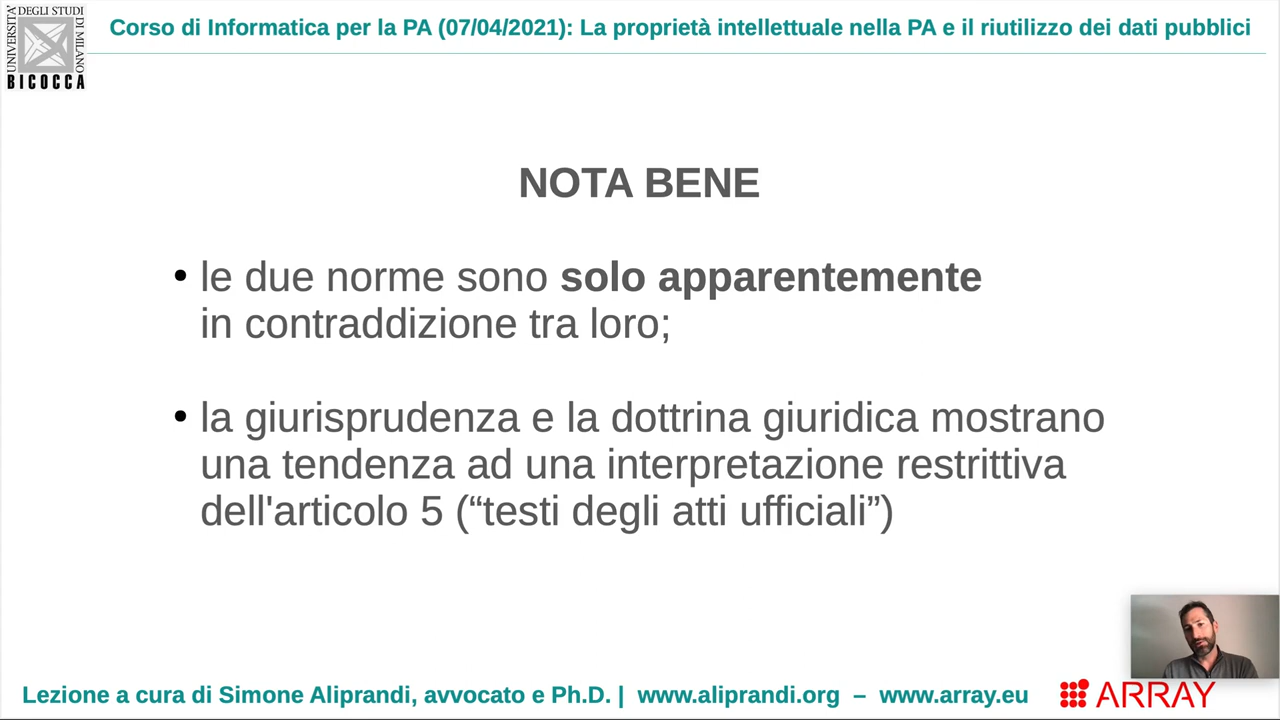 UNIVERSITA'
DEGLI STUDI
DI MILANO
BICOCCA
Corso di Informatica per la PA (07/04/2021): La proprietà intellettuale nella PA e il riutilizzo dei dati pubblici
NOTA BENE
• le due norme sono solo apparentemente
in contraddizione tra loro;
• la giurisprudenza e la dottrina giuridica mostrano
una tendenza ad una interpretazione restrittiva
dell'articolo 5 (“testi degli atti ufficiali”)
Lezione a cura di Simone Aliprandi, avvocato e Ph.D. | www.aliprandi.org – www.array.eu
ARRAY